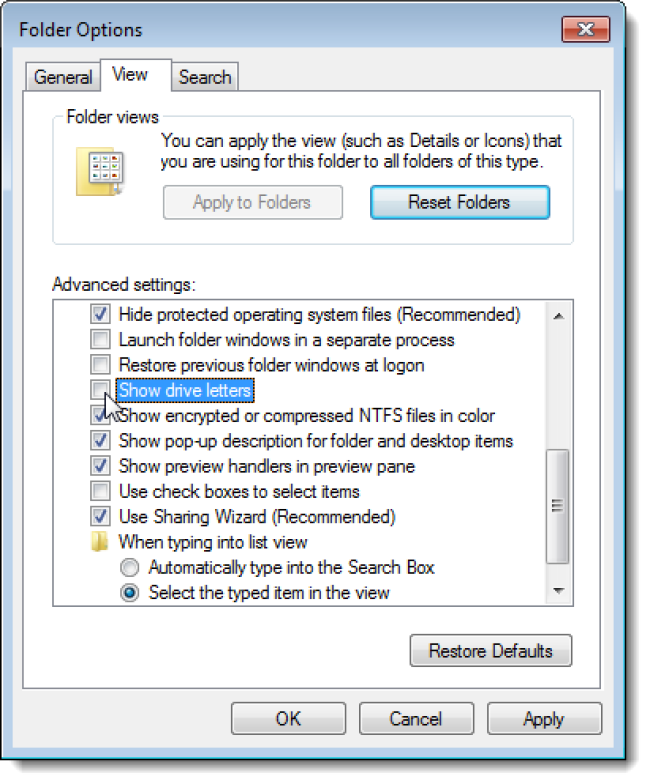 Folder Options
General
View
Search
Folder views
You can apply the view (such as Details or Icons) that
you are using for this folder to all folders of this type.
Apply to Folders
Reset Folders
Advanced settings:
Hide protected operating system files (Recommended)
Launch folder windows in a separate process
Restore previous folder windows at logon
Show drive letters
Show encrypted or compressed NTFS files in color
Show pop-up description for folder and desktop items
Show preview handlers in preview pane
Use check boxes to select items
Use Sharing Wizard (Recommended)
When typing into list view
Automatically type into the Search Box
Select the typed item in the view
Restore Defaults
OK
Cancel
Apply